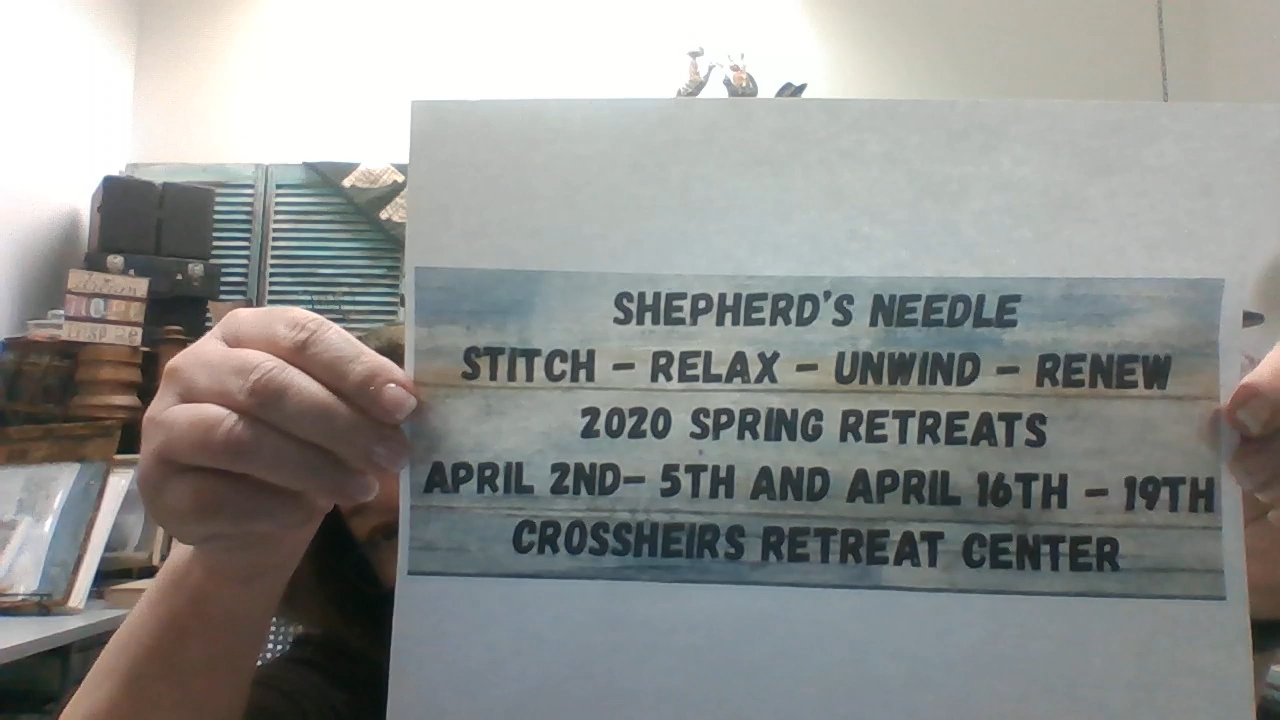 SHEPHERD'S NEEDLE
STITCH - RELAX - UNWIND - RENEW
2020 SPRING RETREATS
APRIL 2ND- 5TH AND APRIL 16TH - 19TH
CROSSHEIRS RETREAT CENTER